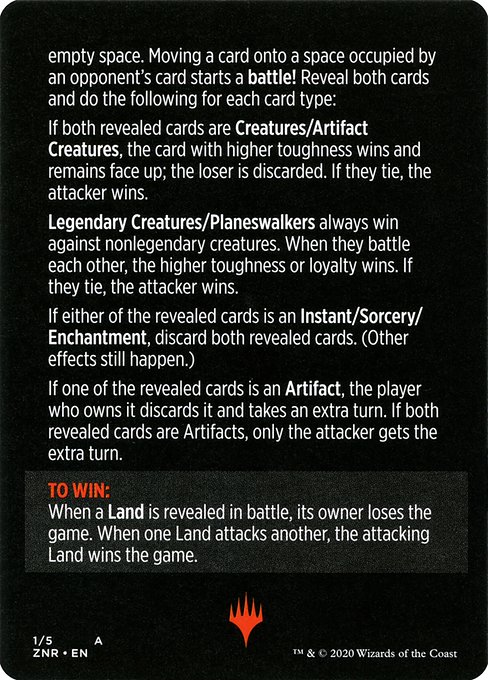 empty space. Moving a card onto a space occupied by
an opponent's card starts a battle! Reveal both cards
and do the following for each card type:
If both revealed cards are Creatures/Artifact
Creatures, the card with higher toughness wins and
remains face up; the loser is discarded. If they tie, the
attacker wins.
Legendary Creatures/Planeswalkers always win
against nonlegendary creatures. When they battle
each other, the higher toughness or loyalty wins. If
they tie, the attacker wins.
If either of the revealed cards is an Instant/Sorcery/
Enchantment, discard both revealed cards. (Other
effects still happen.)
If one of the revealed cards is an Artifact, the player
who owns it discards it and takes an extra turn. If both
revealed cards are Artifacts, only the attacker gets the
extra turn.
TO WIN:
When a Land is revealed in battle, its owner loses the
game. When one Land attacks another, the attacking
Land wins the game.
1/5 A
ZNR • EN
™ & © 2020 Wizards of the Coast